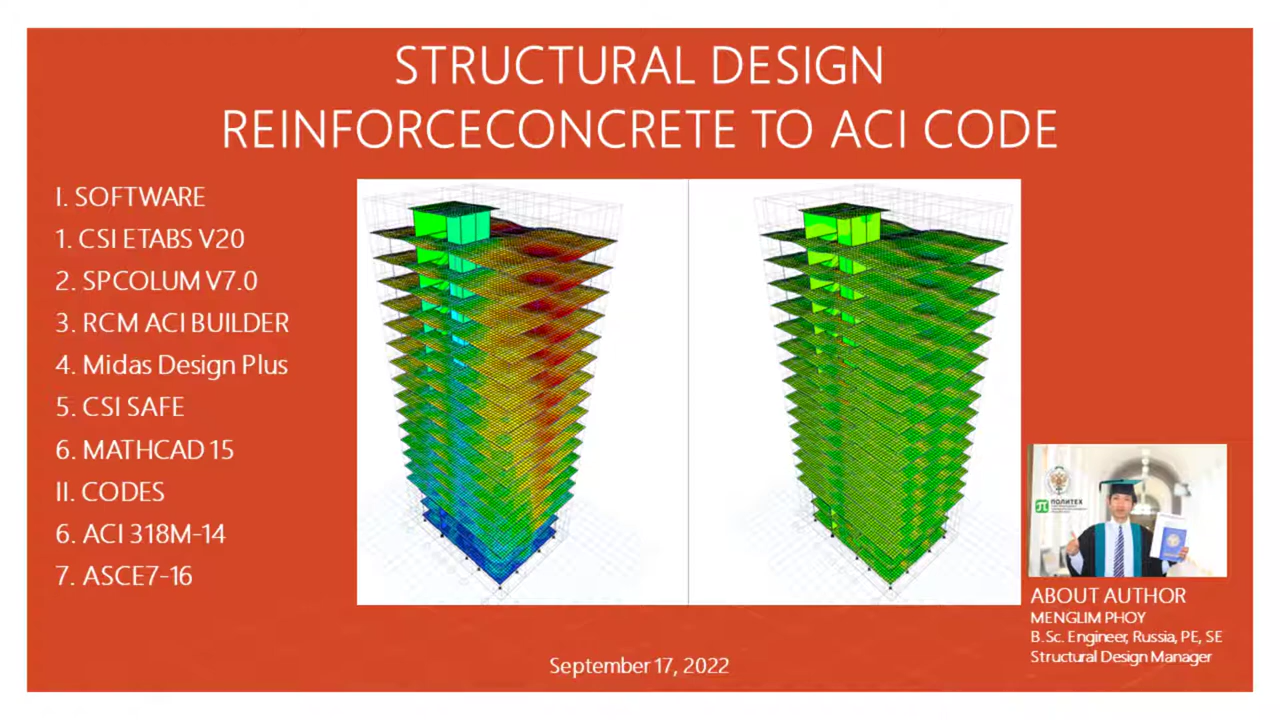 STRUCTURAL DESIGN
REINFORCECONCRETE TO ACI CODE
I. SOFTWARE
1. CSI ETABS V20
2. SPCOLUM V7.0
3. RCM ACI BUILDER
4. Midas Design Plus
5. CSI SAFE
6. MATHCAD 15
II. CODES
6. ACI 318M-14
7. ASCE7-16
ПОЛИТЕХ
ABOUT AUTHOR
MENGLIM PHOY
B.Sc. Engineer, Russia, PE, SE
Structural Design Manager
September 17, 2022